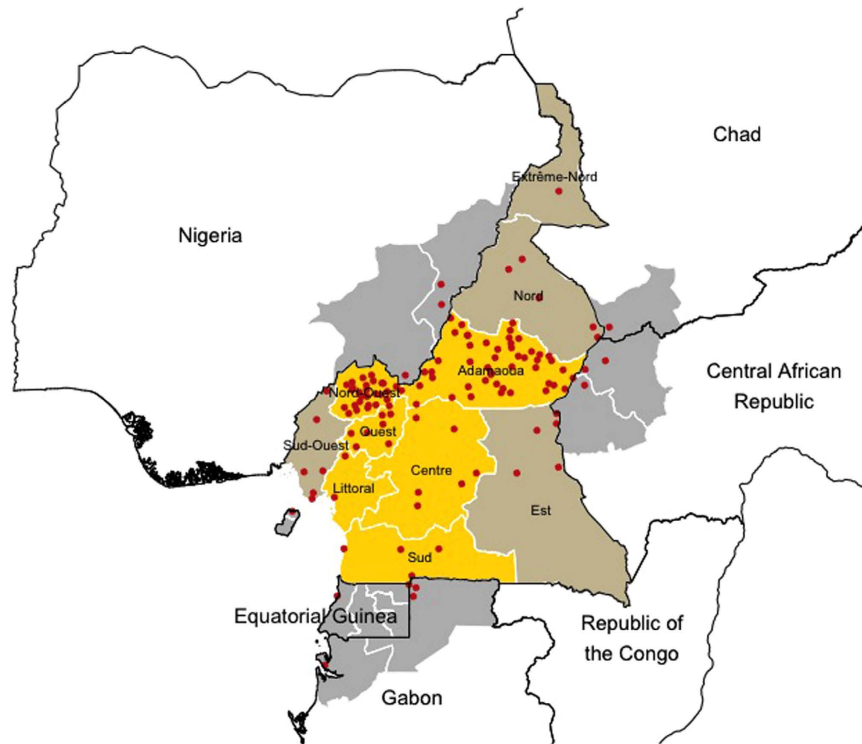 Chad
Extrême-Nord
Nigeria
Nord
Adamaoua
Central African
Republic
Nord-Ouest
Ouest
Sud-Ouest
Centre
Littoral
Est
Sud
Equatorial Guinea
Republic of
the Congo
Gabon